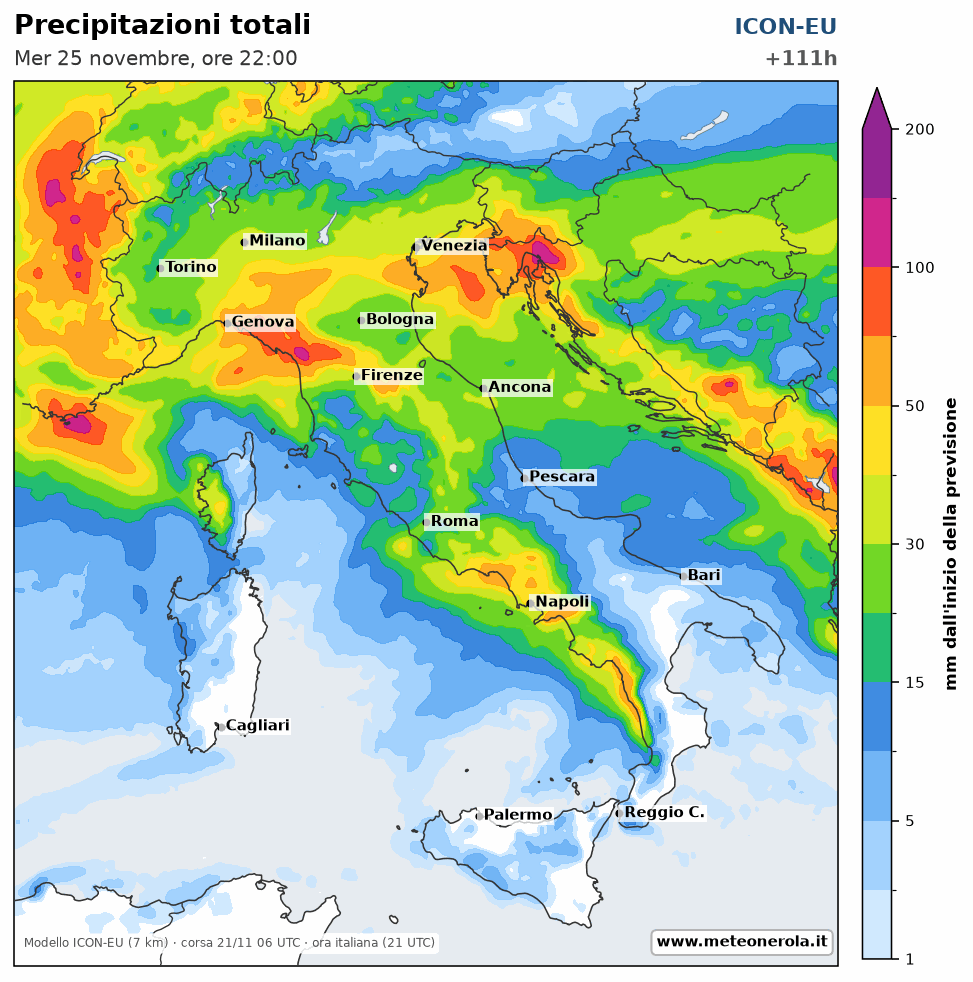 Precipitazioni totali
ICON-EU
Mer 25 novembre, ore 22:00
+111h
200
Milano
Venezia
Torino
100
Genova
Bologna
Firenze
Ancona
50
Pescara
Roma
30
Bari
Napoli
mm dall'inizio della previsione
15
Cagliari
Palermo
Reggio C.
5
Modello ICON-EU (7 km) · corsa 21/11 06 UTC · ora italiana (21 UTC)
www.meteonerola.it
1